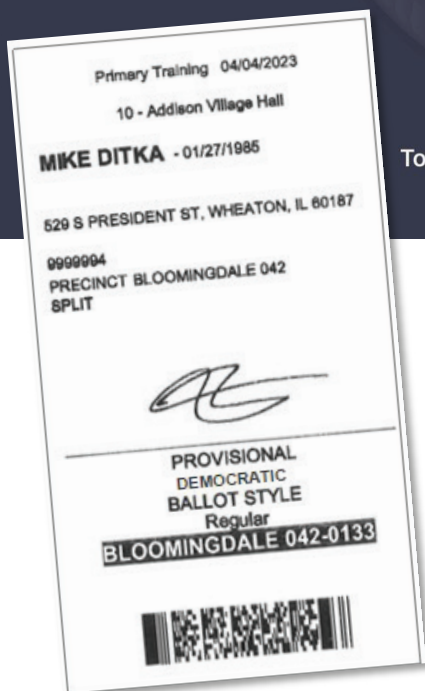 Primary Training 04/04/2023
10 - Addison Village Hall
MIKE DITKA - 01/27/1985
To
529 S PRESIDENT ST, WHEATON, IL 60187
9999994
PRECINCT BLOOMINGDALE 042
SPLIT
PROVISIONAL
DEMOCRATIC
BALLOT STYLE
Regular
BLOOMINGDALE 042-0133